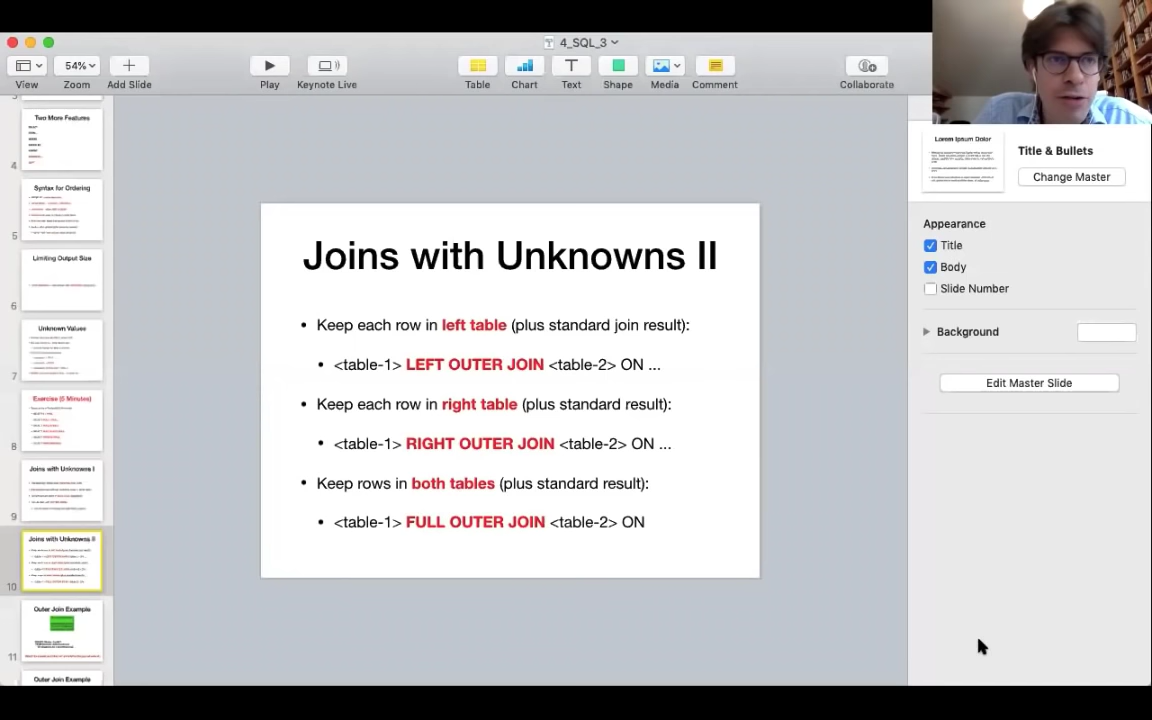 4_SQL_3
54%
View
Zoom
Add Slide
Play
Keynote Live
Table
Chart
Text
Shape
Media
Comment
Collaborate
Two More Features
4
Syntax for Ordering
5
Limiting Output Size
6
Unknown Values
7
Exercise (5 Minutes)
8
Joins with Unknowns I
9
Joins with Unknowns II
10
Outer Join Example
11
Outer Join Example
Joins with Unknowns II
• Keep each row in left table (plus standard join result):
• <table-1> LEFT OUTER JOIN <table-2> ON ...
• Keep each row in right table (plus standard result):
• <table-1> RIGHT OUTER JOIN <table-2> ON ...
• Keep rows in both tables (plus standard result):
• <table-1> FULL OUTER JOIN <table-2> ON
Lorem Ipsum Dolor
Title & Bullets
Change Master
Appearance
Title
Body
Slide Number
Background
Edit Master Slide